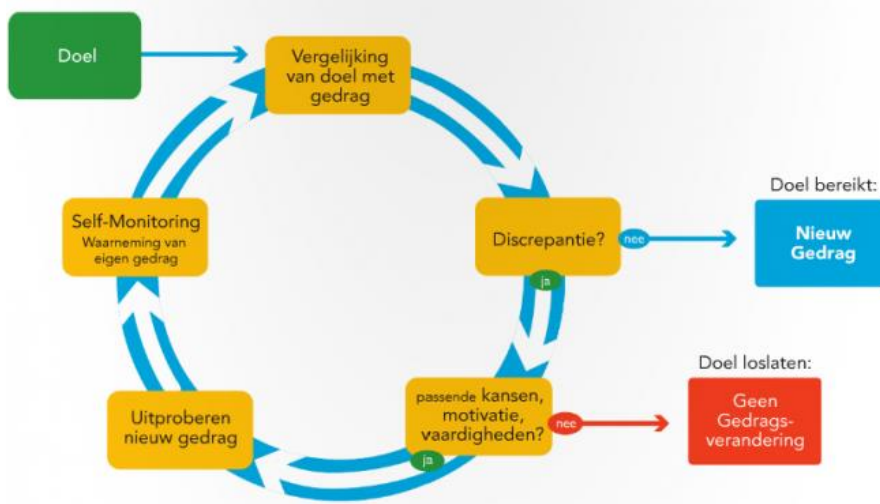 Doel
Vergelijking
van doel met
gedrag
Self-Monitoring
Waarneming van
eigen gedrag
Discrepantie?
nee
ja
Doel bereikt:
Nieuw
Gedrag
passende kansen,
motivatie,
vaardigheden?
nee
ja
Doel loslaten:
Geen
Gedrags-
verandering
Uitproberen
nieuw gedrag